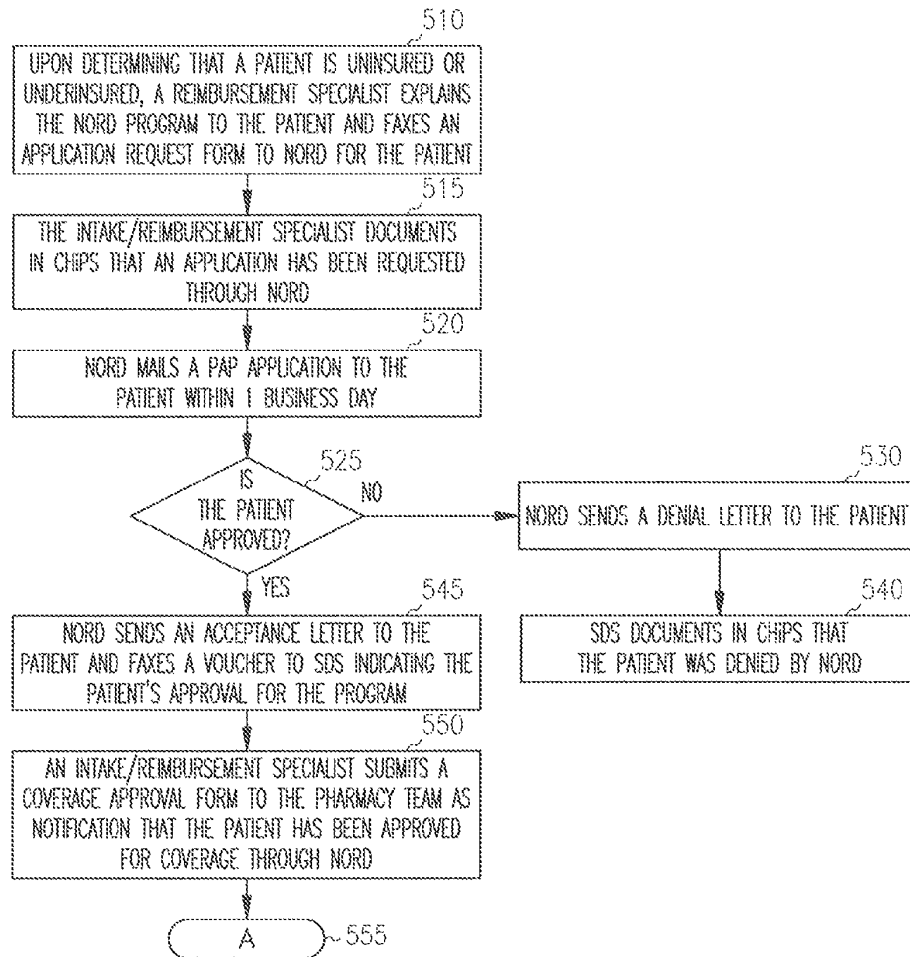 510
UPON DETERMINING THAT A PATIENT IS UNINSURED OR
UNDERINSURED, A REIMBURSEMENT SPECIALIST EXPLAINS
THE NORD PROGRAM TO THE PATIENT AND FAXES AN
APPLICATION REQUEST FORM TO NORD FOR THE PATIENT
515
THE INTAKE/REIMBURSEMENT SPECIALIST DOCUMENTS
IN CHIPS THAT AN APPLICATION HAS BEEN REQUESTED
THROUGH NORD
520
NORD MAILS A PAP APPLICATION TO THE
PATIENT WITHIN 1 BUSINESS DAY
525
IS
THE PATIENT
APPROVED?
NO
530
NORD SENDS A DENIAL LETTER TO THE PATIENT
540
SDS DOCUMENTS IN CHIPS THAT
THE PATIENT WAS DENIED BY NORD
YES
545
NORD SENDS AN ACCEPTANCE LETTER TO THE
PATIENT AND FAXES A VOUCHER TO SDS INDICATING THE
PATIENT'S APPROVAL FOR THE PROGRAM
550
AN INTAKE/REIMBURSEMENT SPECIALIST SUBMITS A
COVERAGE APPROVAL FORM TO THE PHARMACY TEAM AS
NOTIFICATION THAT THE PATIENT HAS BEEN APPROVED
FOR COVERAGE THROUGH NORD
A
555